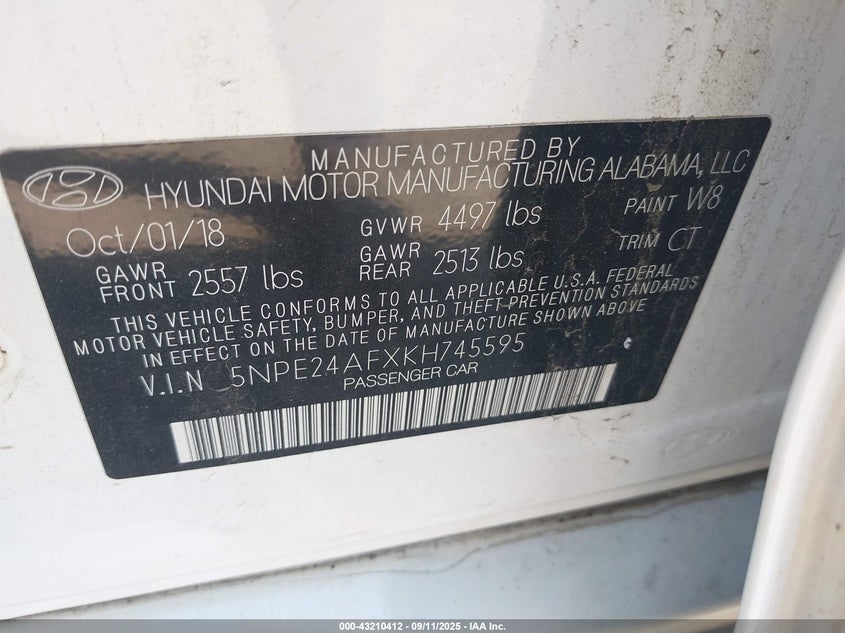 MANUFACTURED BY
HYUNDAI MOTOR MANUFACTURING ALABAMA, LLC
Oct/01/18 GVWR 4497 lbs PAINT W8
GAWR FRONT 2557 lbs GAWR REAR 2513 lbs TRIM CT
THIS VEHICLE CONFORMS TO ALL APPLICABLE U.S.A. FEDERAL
MOTOR VEHICLE SAFETY, BUMPER, AND THEFT PREVENTION STANDARDS
IN EFFECT ON THE DATE OF MANUFACTURE SHOWN ABOVE
V.I.N 5NPE24AFXKH745595
PASSENGER CAR
000-43210412 - 09/11/2025 - IAA Inc.